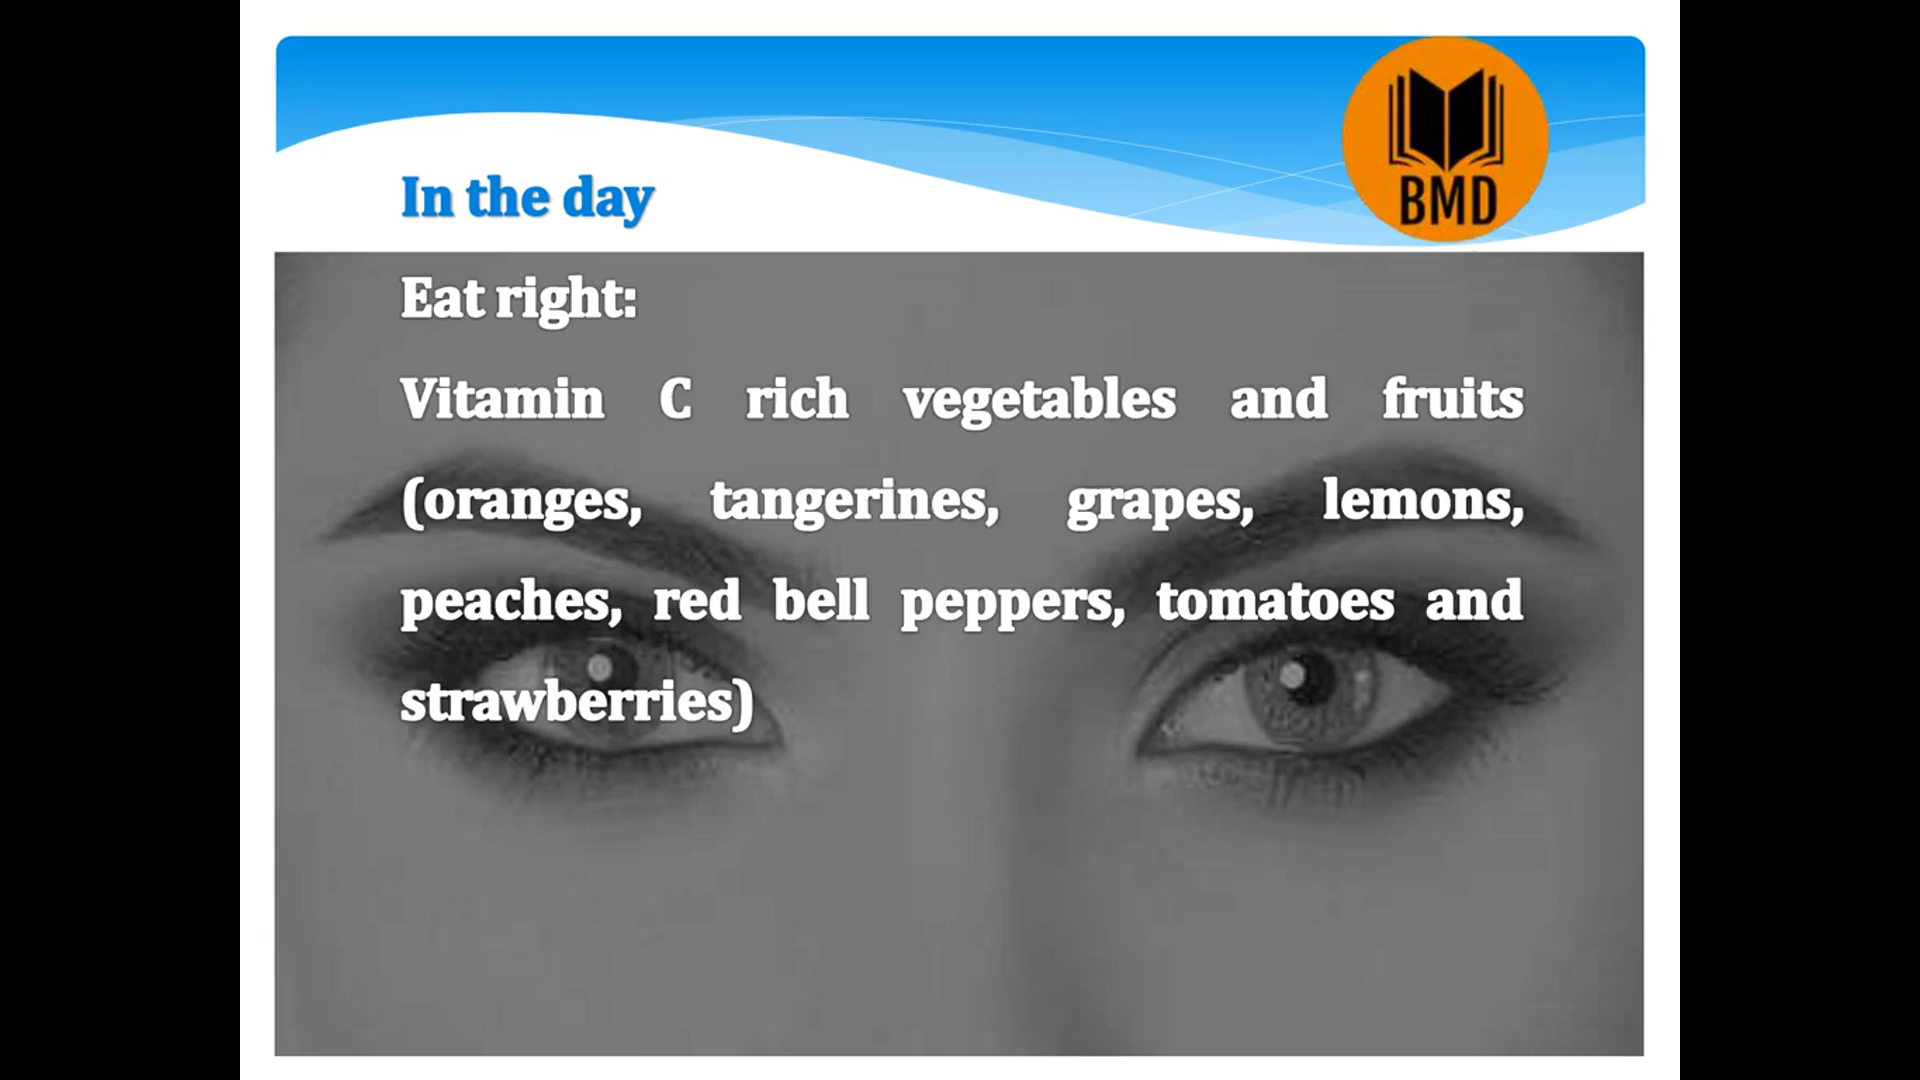 BMD
In the day
Eat right:
Vitamin C rich vegetables and fruits
(oranges, tangerines, grapes, lemons,
peaches, red bell peppers, tomatoes and
strawberries)